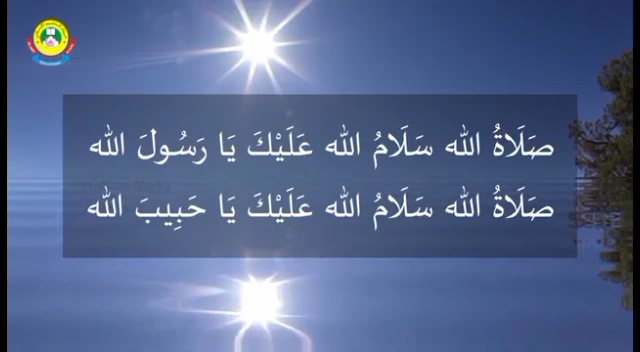 صَلَاةُ الله سَلَامُ الله عَلَيْكَ يَا رَسُولَ الله
صَلَاةُ الله سَلَامُ الله عَلَيْكَ يَا حَبِيبَ الله